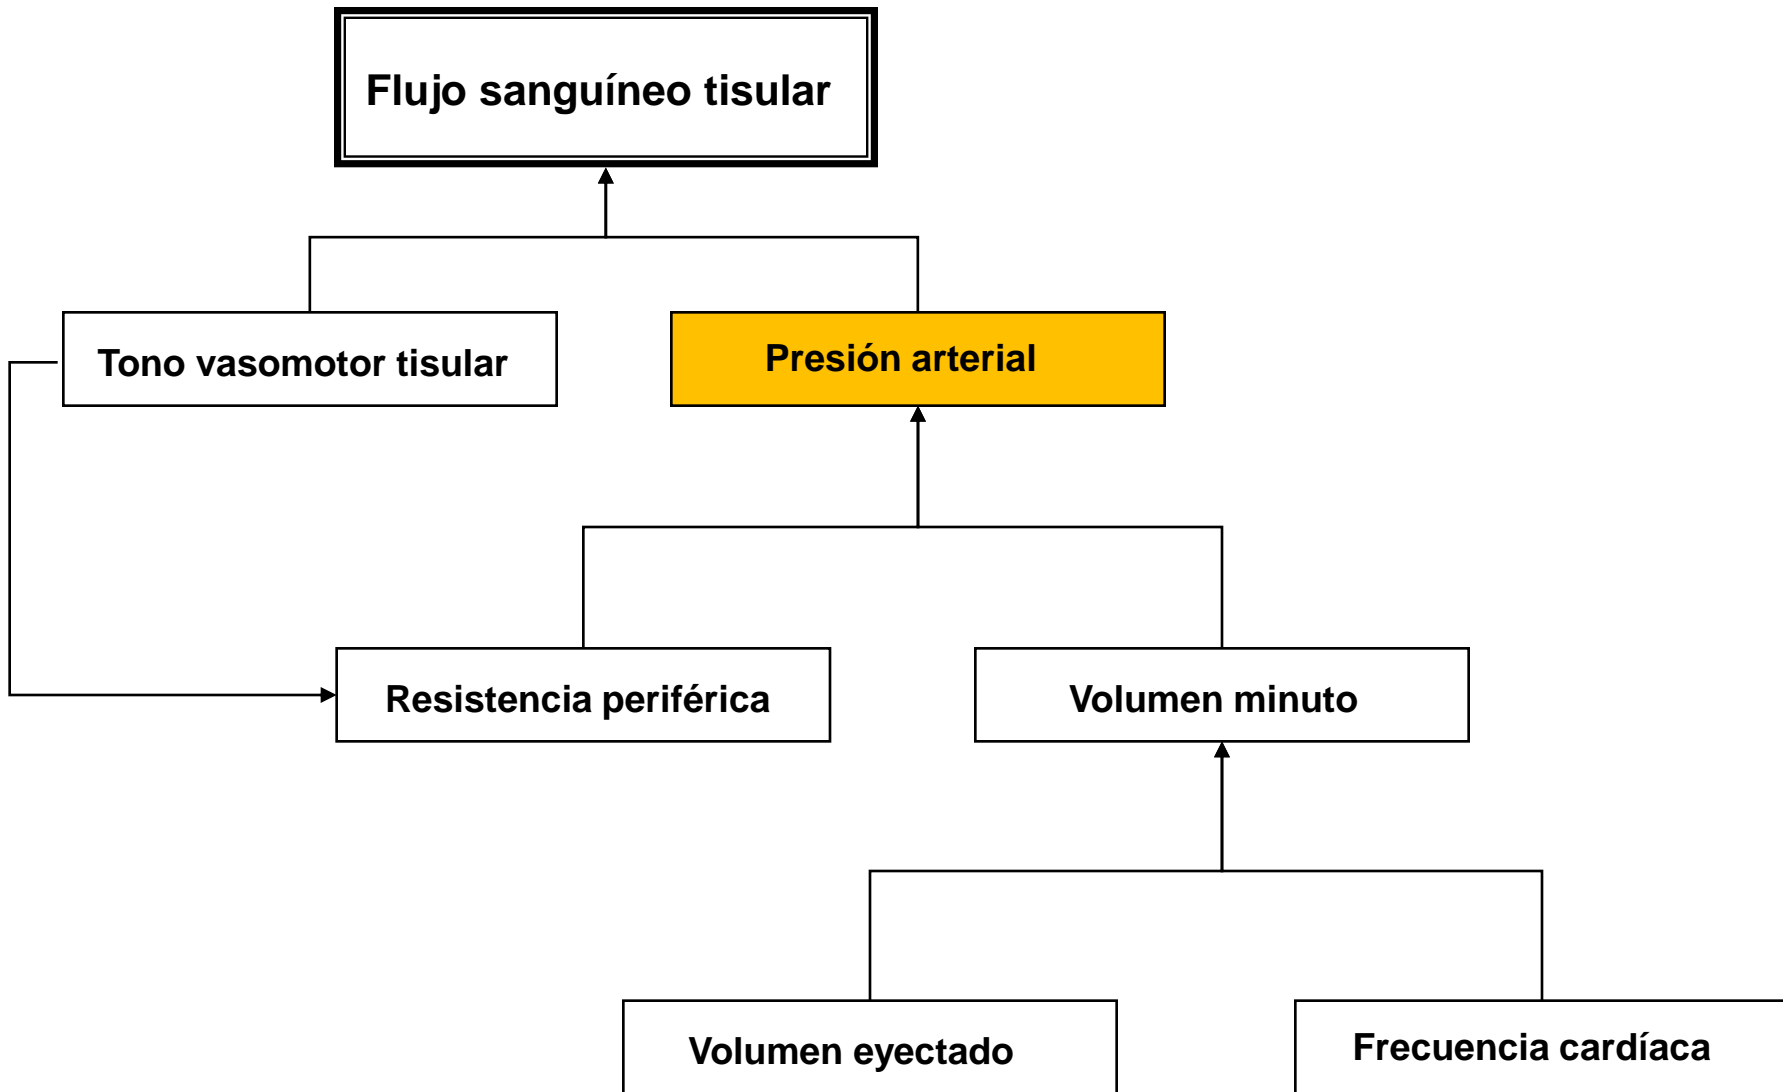 Flujo sanguíneo tisular
Tono vasomotor tisular
Presión arterial
Resistencia periférica
Volumen minuto
Volumen eyectado
Frecuencia cardíaca